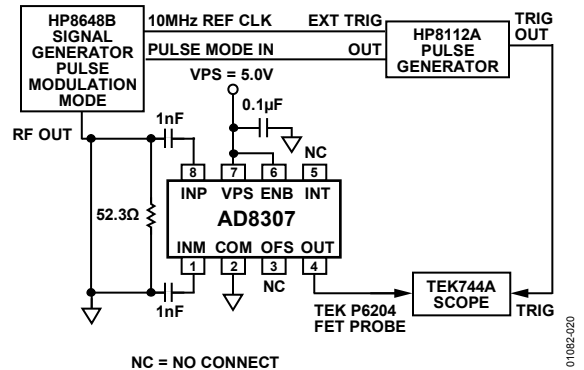 HP8648B
SIGNAL
GENERATOR
PULSE
MODULATION
MODE
10MHz REF CLK
EXT TRIG
PULSE MODE IN
OUT
HP8112A
PULSE
GENERATOR
TRIG
OUT
VPS = 5.0V
0.1µF
1nF
RF OUT
NC
8
7
6
5
INP
VPS
ENB
INT
52.3Ω
AD8307
INM
COM
OFS
OUT
1
2
3
4
NC
1nF
TEK P6204
FET PROBE
TEK744A
SCOPE
TRIG
NC = NO CONNECT
01082-020